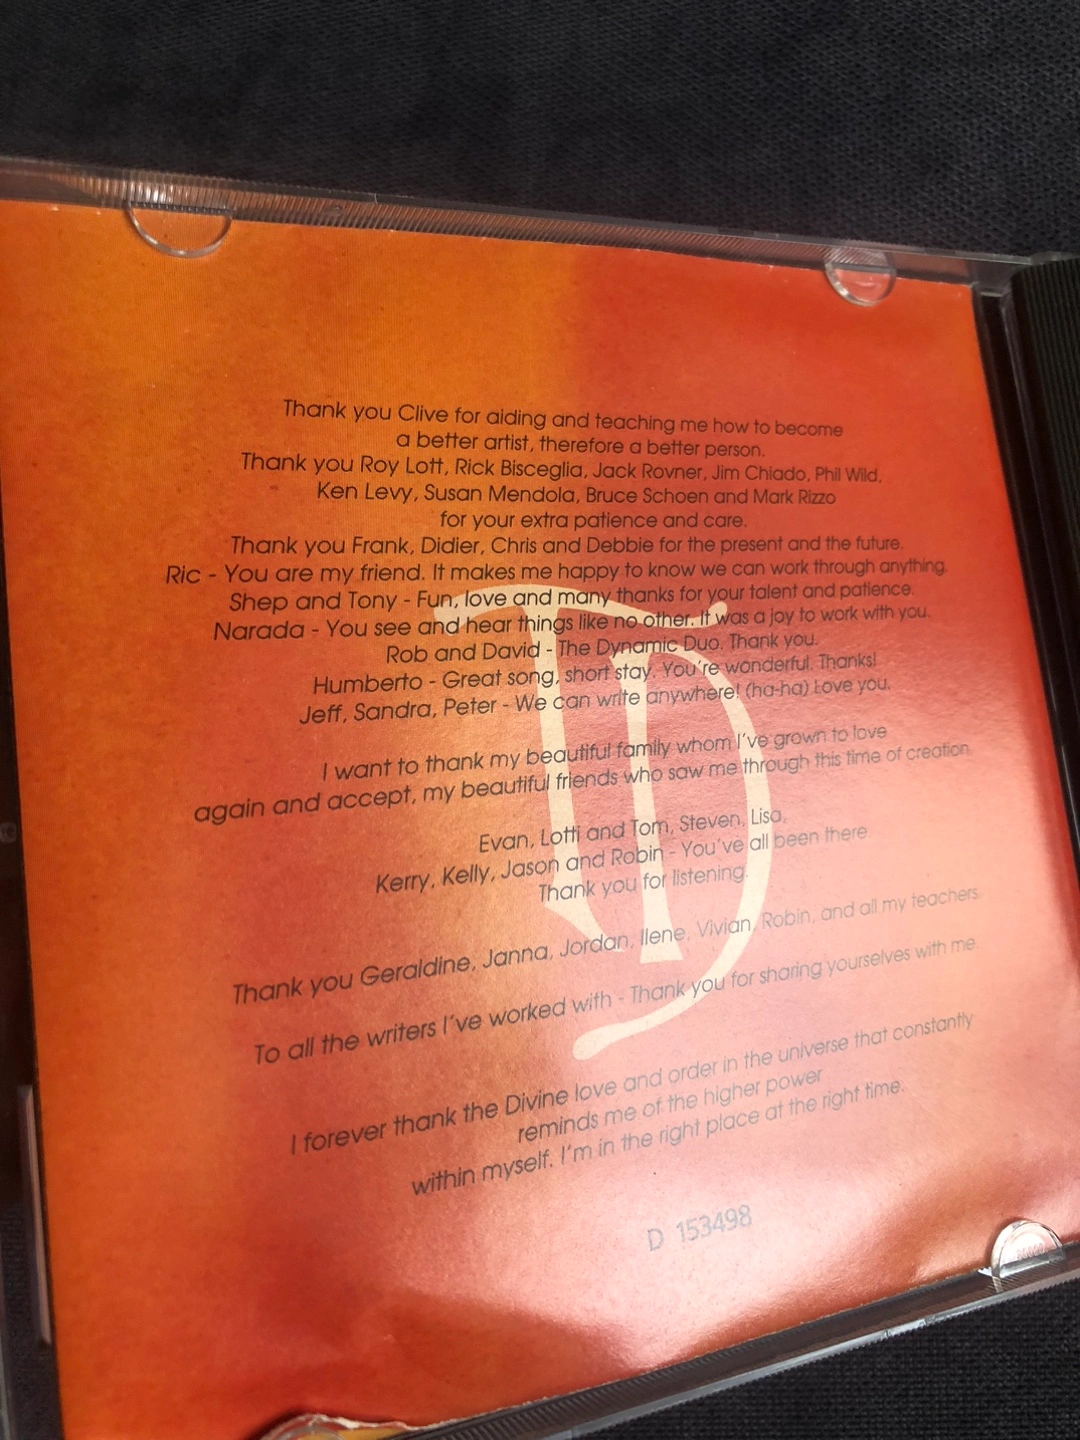 Thank you Clive for aiding and teaching me how to become
a better artist, therefore a better person.
Thank you Roy Lott, Rick Bisceglia, Jack Rovner, Jim Chiado, Phil Wild,
Ken Levy, Susan Mendola, Bruce Schoen and Mark Rizzo
for your extra patience and care.
Thank you Frank, Didier, Chris and Debbie for the present and the future.
Ric - You are my friend. It makes me happy to know we can work through anything.
Shep and Tony - Fun, love and many thanks for your talent and patience.
Narada - You see and hear things like no other. It was a joy to work with you.
Rob and David - The Dynamic Duo. Thank you.
Humberto - Great song, short stay. You're wonderful. Thanks!
Jeff, Sandra, Peter - We can write anywhere! (ha-ha) Love you.
I want to thank my beautiful family whom I've grown to love
again and accept, my beautiful friends who saw me through this time of creation.
Evan, Lotti and Tom, Steven, Lisa,
Kerry, Kelly, Jason and Robin - You've all been there.
Thank you for listening.
Thank you Geraldine, Janna, Jordan, Ilene, Vivian, Robin, and all my teachers.
To all the writers I've worked with - Thank you for sharing yourselves with me.
I forever thank the Divine love and order in the universe that constantly
reminds me of the higher power
within myself. I'm in the right place at the right time.
D 153498